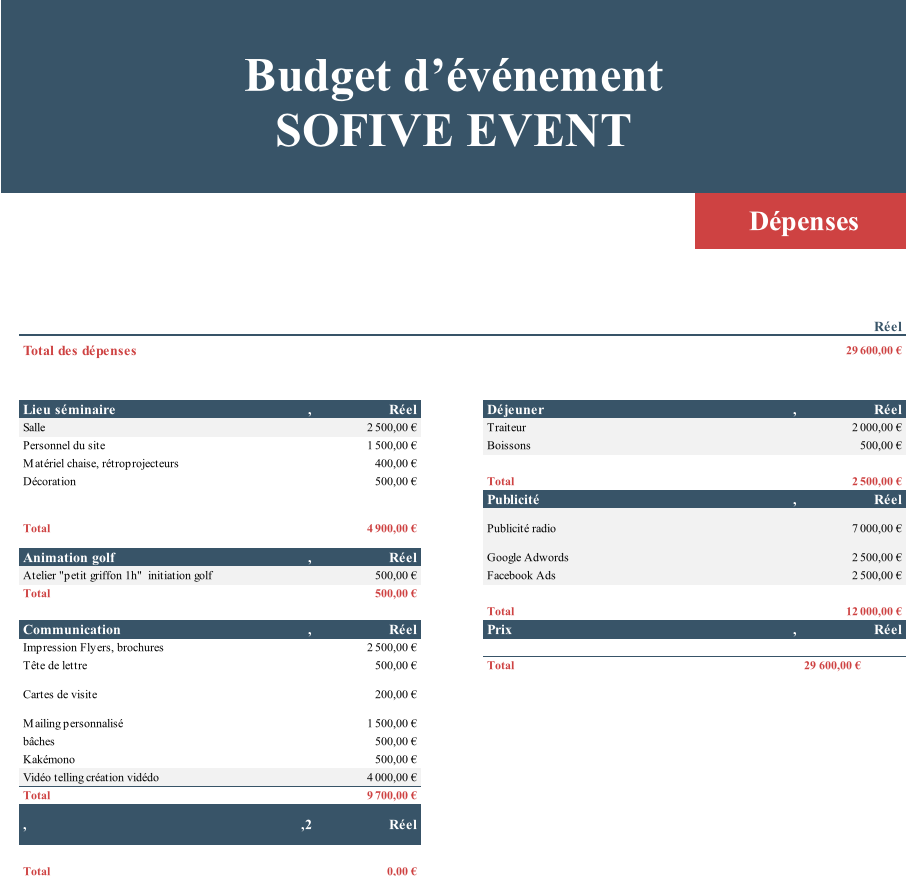 Budget d’événement
SOFIVE EVENT
Dépenses
Réel
Total des dépenses 29 600,00 €
Lieu séminaire , Réel
Salle 2 500,00 €
Personnel du site 1 500,00 €
Matériel chaise, rétroprojecteurs 400,00 €
Décoration 500,00 €
Total 4 900,00 €
Animation golf , Réel
Atelier "petit griffon 1h" initiation golf 500,00 €
Total 500,00 €
Communication , Réel
Impression Flyers, brochures 2 500,00 €
Tête de lettre 500,00 €
Cartes de visite 200,00 €
Mailing personnalisé 1 500,00 €
bâches 500,00 €
Kakémono 500,00 €
Vidéo telling création vidédo 4 000,00 €
Total 9 700,00 €
, ,2 Réel
Total 0,00 €
Déjeuner , Réel
Traiteur 2 000,00 €
Boissons 500,00 €
Total 2 500,00 €
Publicité , Réel
Publicité radio 7 000,00 €
Google Adwords 2 500,00 €
Facebook Ads 2 500,00 €
Total 12 000,00 €
Prix , Réel
Total 29 600,00 €